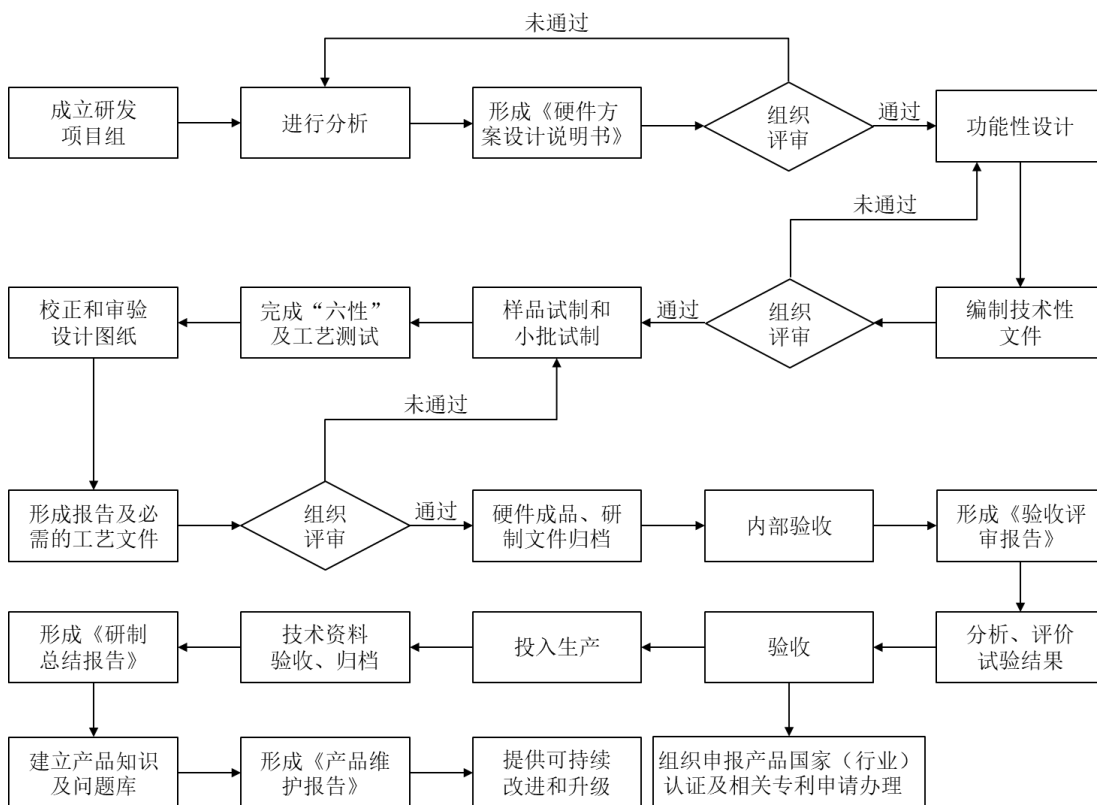 未通过
成立研发
项目组
进行分析
形成《硬件方
案设计说明书》
组织
评审
通过
功能性设计
未通过
校正和审验
设计图纸
完成“六性”
及工艺测试
样品试制和
小批试制
通过
组织
评审
编制技术性
文件
未通过
形成报告及必
需的工艺文件
组织
评审
通过
硬件成品、研
制文件归档
内部验收
形成《验收评
审报告》
形成《研制
总结报告》
技术资料
验收、归档
投入生产
验收
分析、评价
试验结果
建立产品知识
及问题库
形成《产品维
护报告》
提供可持续
改进和升级
组织申报产品国家（行业）
认证及相关专利申请办理